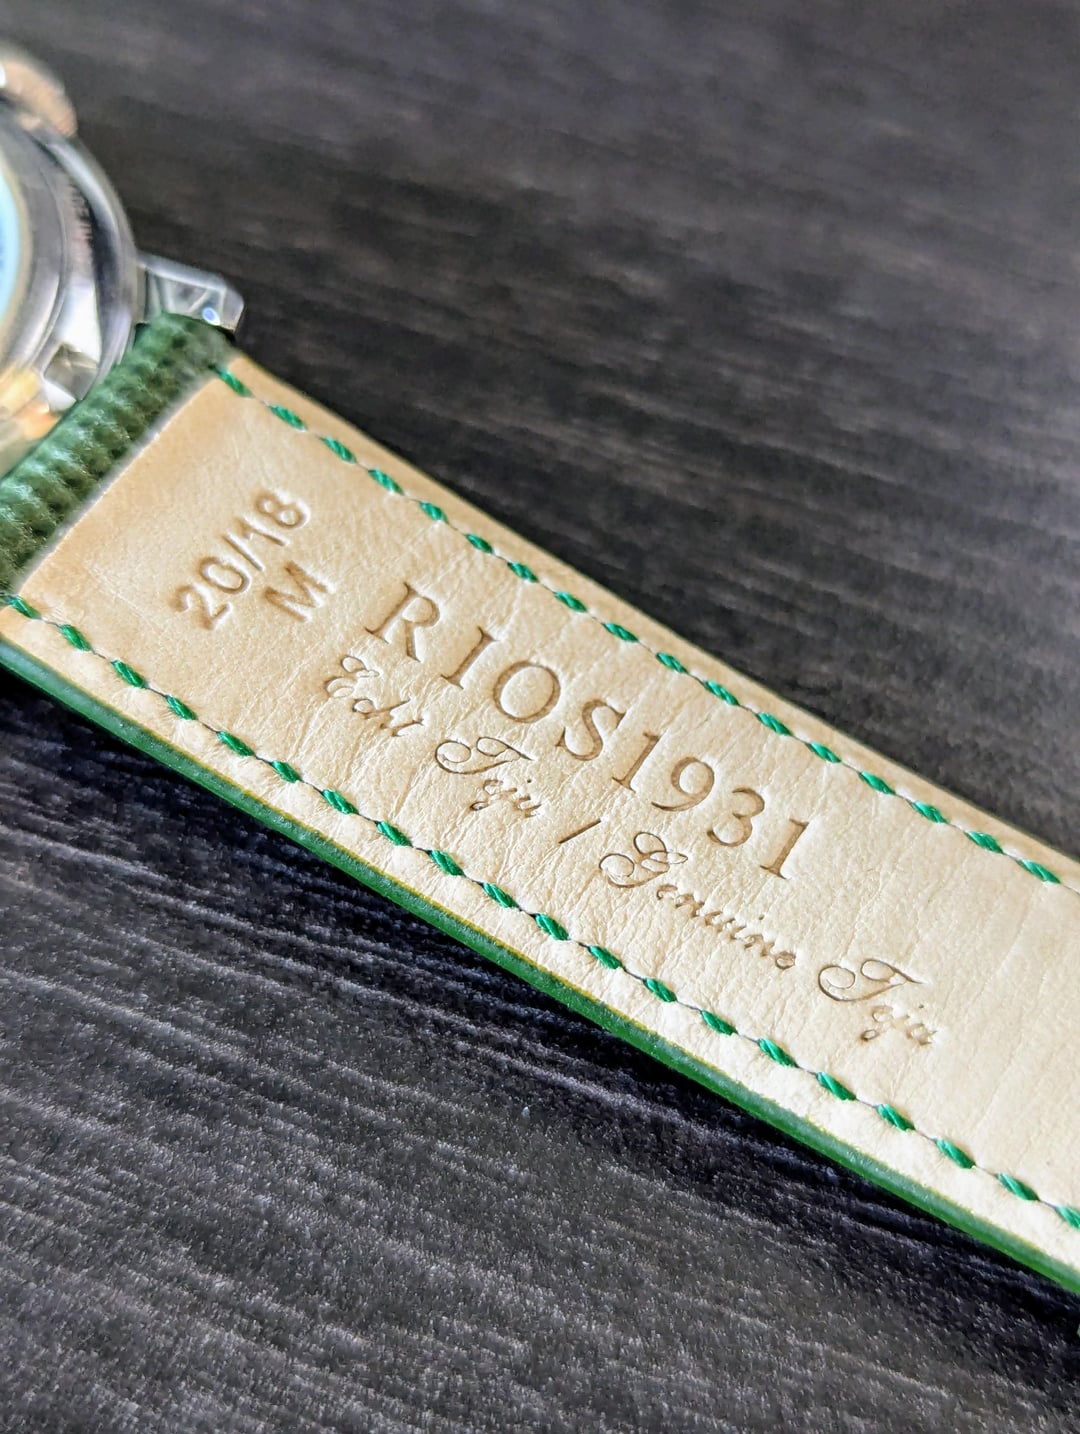 20/18
M
RIOS1931
Echt Teju / Genuine Teju